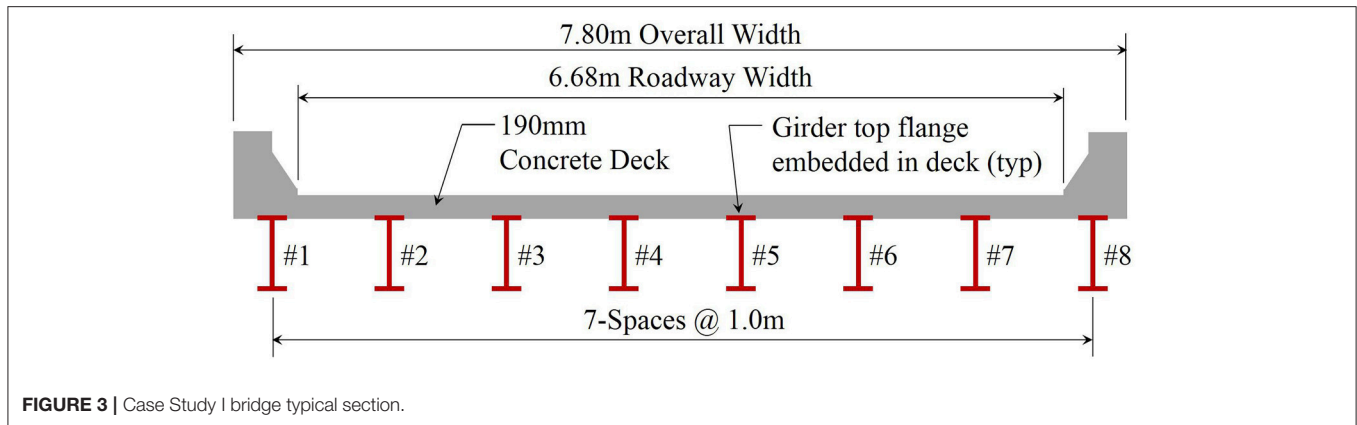 7.80m Overall Width
6.68m Roadway Width
190mm
Concrete Deck
Girder top flange
embedded in deck (typ)
#1 #2 #3 #4 #5 #6 #7 #8
7-Spaces @ 1.0m
FIGURE 3 | Case Study I bridge typical section.